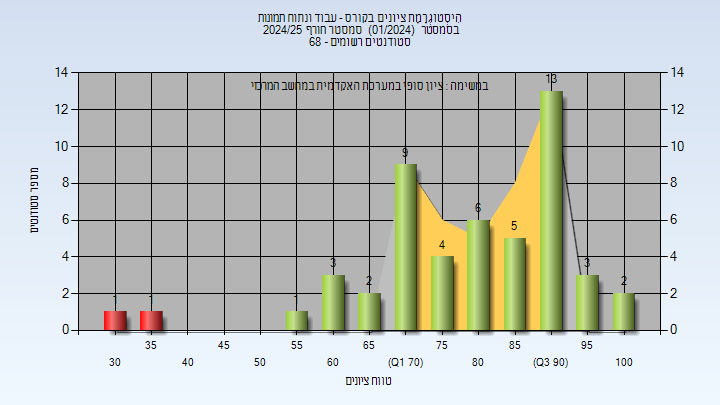 היסטוגרמת ציונים בקורס - עבוד ונתוח תמונות
בסמסטר (01/2024) סמסטר חורף 2024/25
סטודנטים רשומים - 68
במשימה : ציון סופי במערכת האקדמית במחשב המרכזי
מספר סטודנטים
14 14
12 12
10 10
8 8
6 6
4 4
2 2
0 0
1 1 1 3 2 9 4 6 5 13 3 2
35 45 55 65 75 85 95
30 40 50 60 (Q1 70) 80 (Q3 90) 100
טווח ציונים